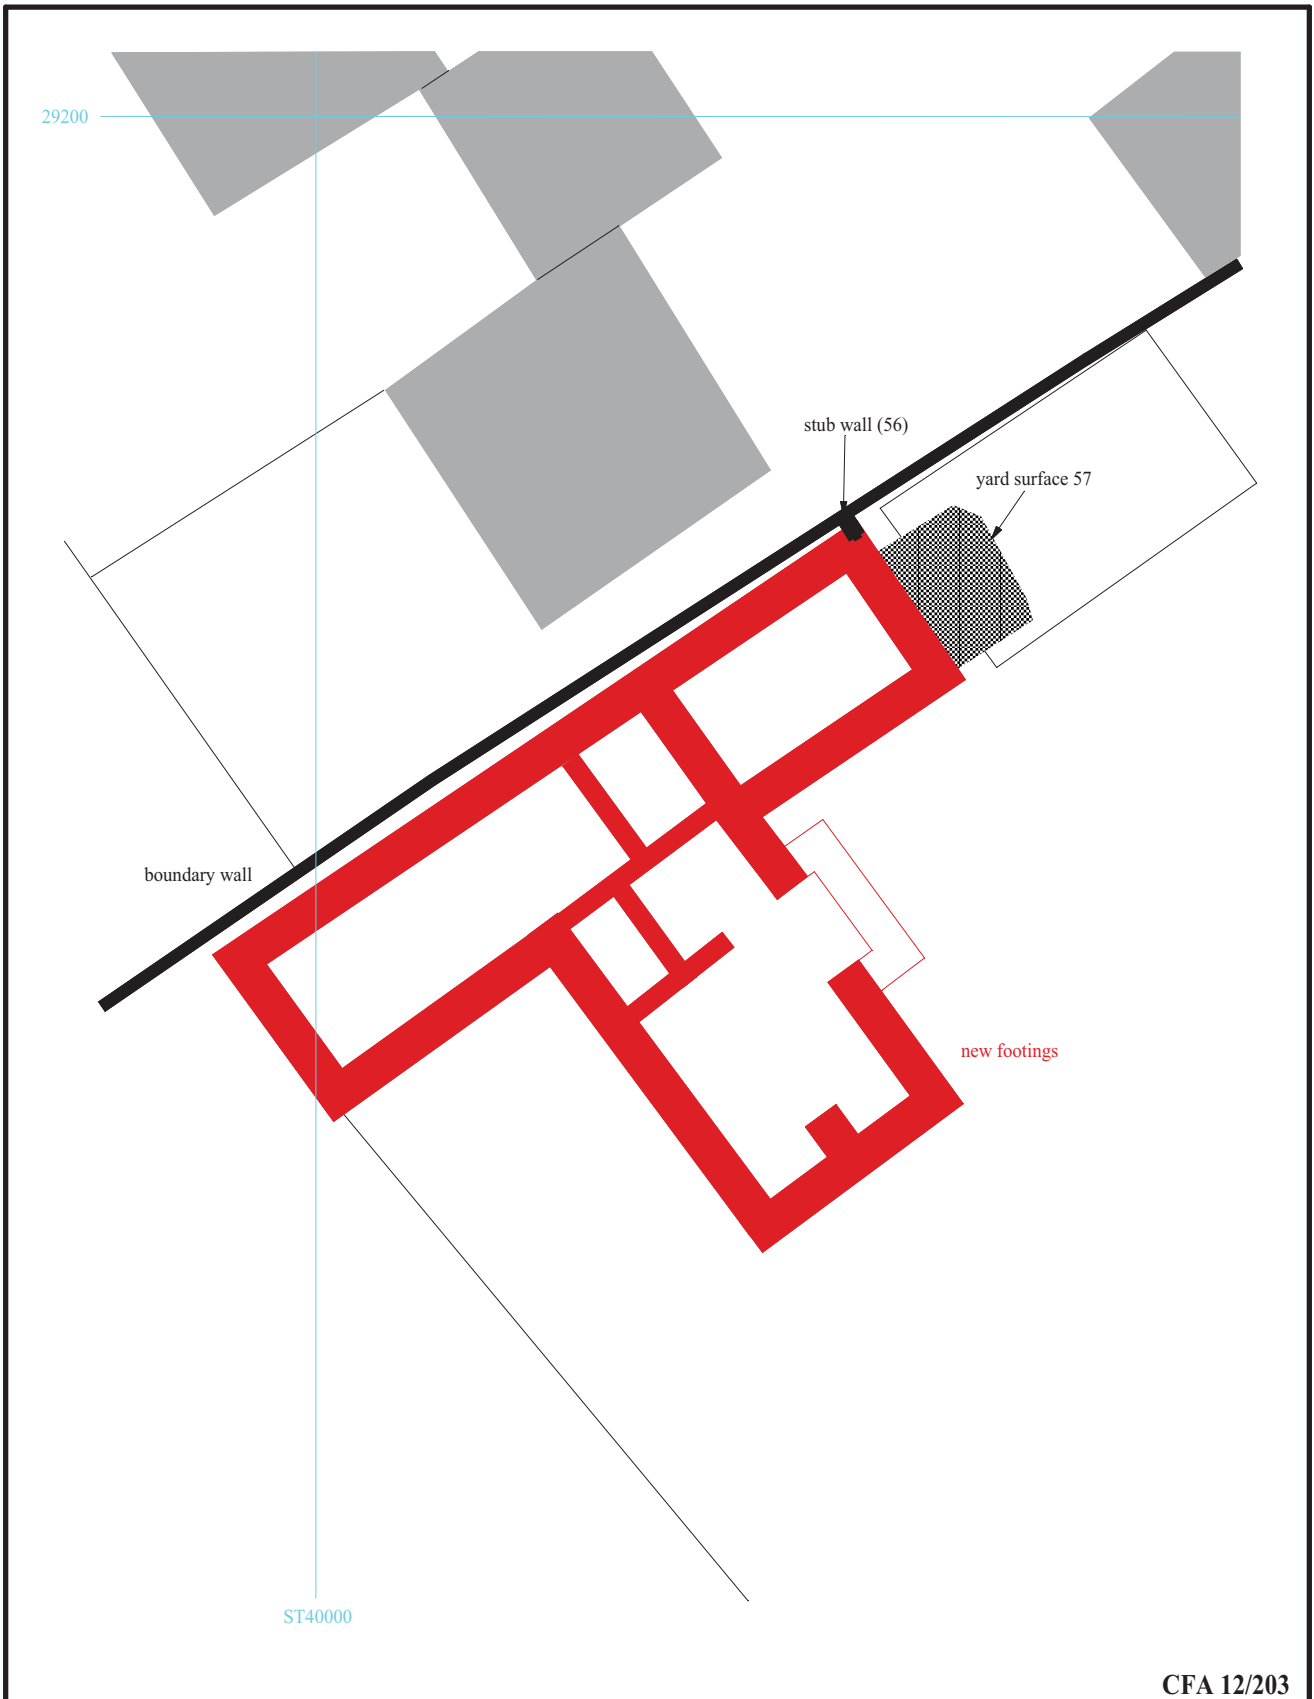 29200
stub wall (56)
yard surface 57
boundary wall
new footings
ST40000
CFA 12/203